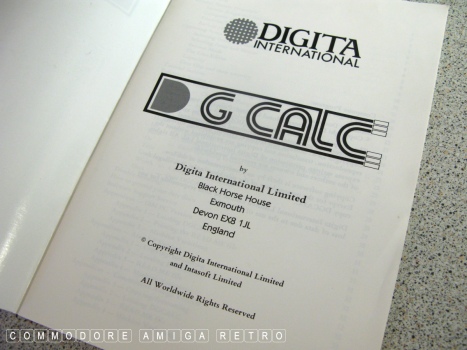 DIGITA
INTERNATIONAL
DG CALC
by
Digita International Limited
Black Horse House
Exmouth
Devon EX8 1JL
England
© Copyright Digita International Limited
and Intasoft Limited
All Worldwide Rights Reserved
COMMODORE AMIGA RETRO